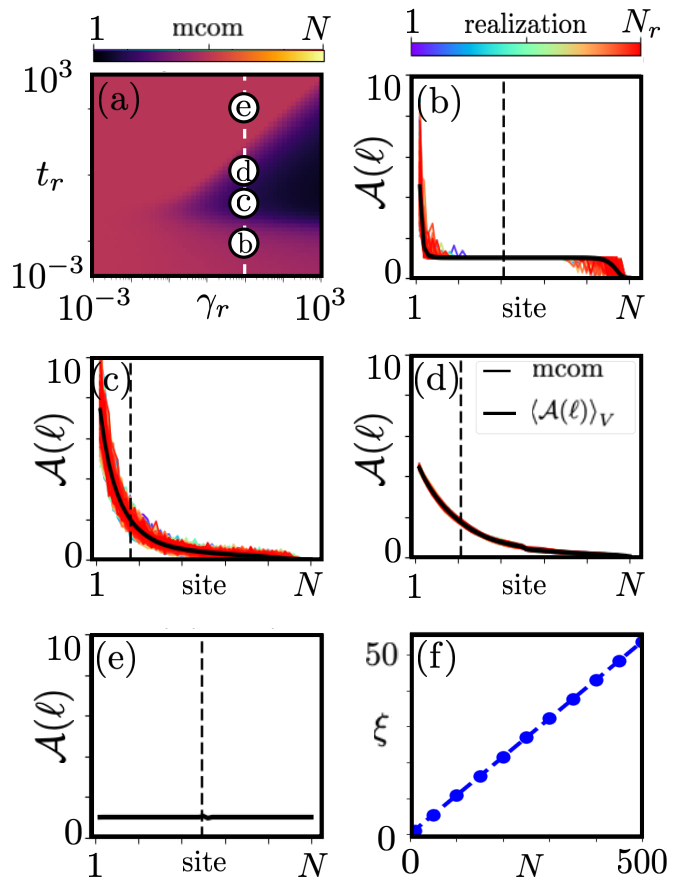 1 mcom N
1 realization N_r
(a) 10^3 t_r 10^{-3}
e
d
c
b
10^{-3} γ_r 10^3
(b) 10 A(ℓ) 0
1 site N
(c) 10 A(ℓ) 0
1 site N
(d) 10 A(ℓ) 0
mcom
⟨A(ℓ)⟩_V
1 site N
(e) 10 A(ℓ) 0
1 site N
(f) 50 ξ 0
0 N 500